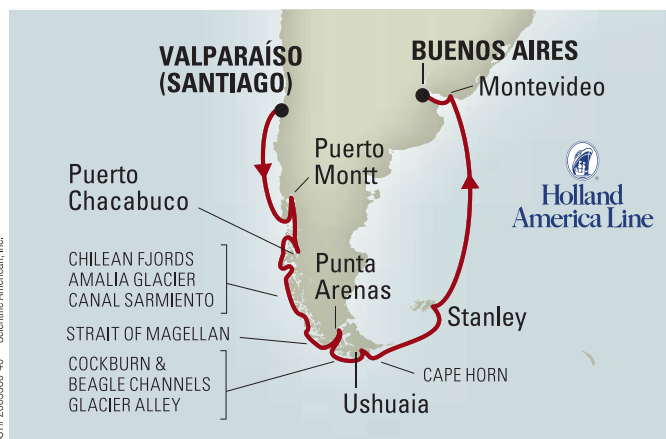 VALPARAÍSO
(SANTIAGO)
BUENOS AIRES
Montevideo
Puerto
Montt
Puerto
Chacabuco
Holland
America Line
CHILEAN FJORDS
AMALIA GLACIER
CANAL SARMIENTO
Punta
Arenas
Stanley
STRAIT OF MAGELLAN
COCKBURN &
BEAGLE CHANNELS
GLACIER ALLEY
CAPE HORN
Ushuaia
Scientific American, Inc.